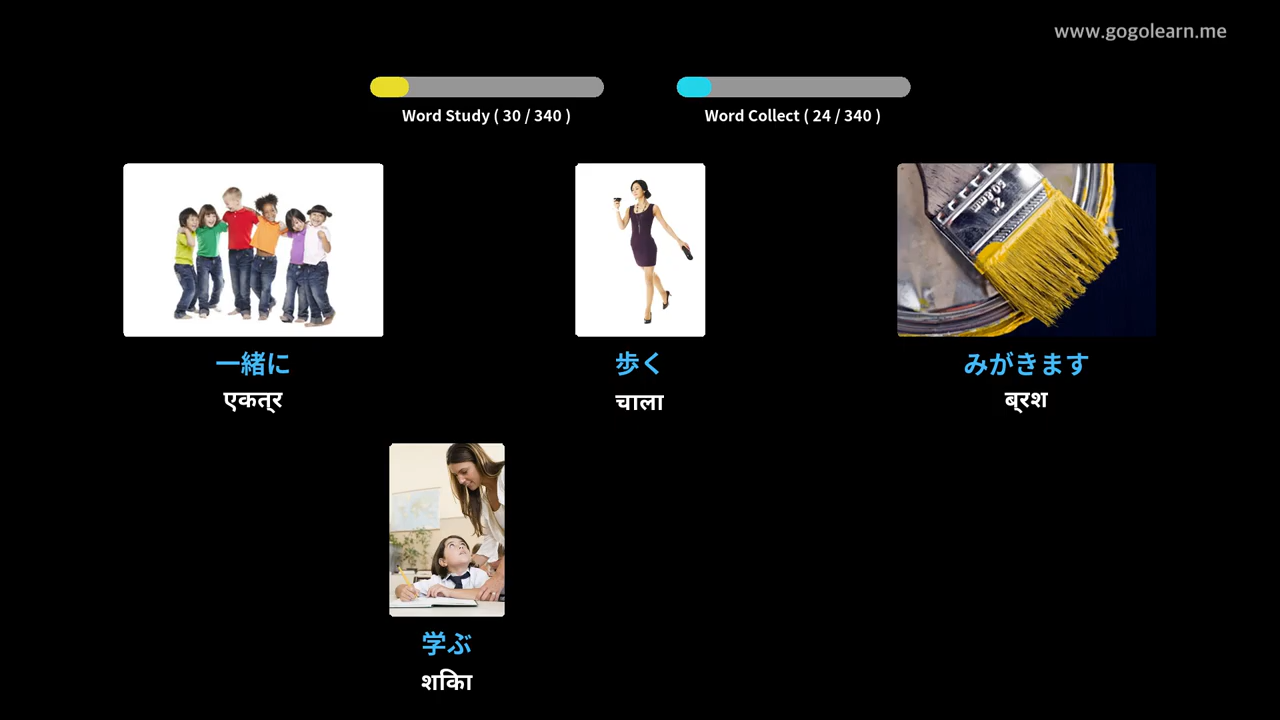 www.gogolearn.me
Word Study ( 30 / 340 )
Word Collect ( 24 / 340 )
一緒に
एकत्र
歩く
चाला
みがきます
ब्रश
学ぶ
शिका